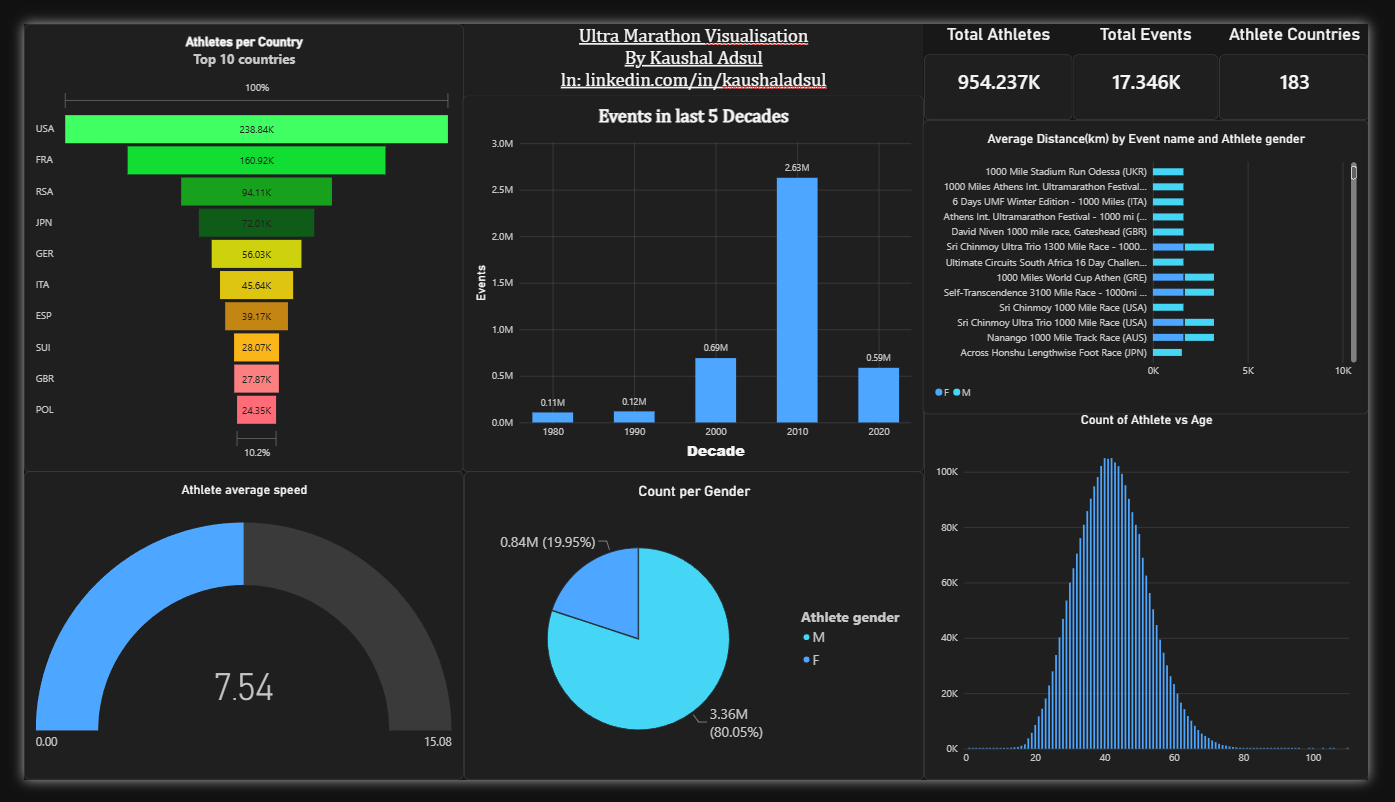 Athletes per Country
Top 10 countries
100%
USA 238.84K
FRA 160.92K
RSA 94.11K
JPN 72.01K
GER 56.03K
ITA 45.64K
ESP 39.17K
SUI 28.07K
GBR 27.87K
POL 24.35K
10.2%
Ultra Marathon Visualisation
By Kaushal Adsul
ln: linkedin.com/in/kaushaladsul
Events in last 5 Decades
Events
3.0M
2.5M
2.0M
1.5M
1.0M
0.5M
0.0M
0.11M 0.12M 0.69M 2.63M 0.59M
1980 1990 2000 2010 2020
Decade
Total Athletes Total Events Athlete Countries
954.237K 17.346K 183
Average Distance(km) by Event name and Athlete gender
1000 Mile Stadium Run Odessa (UKR)
1000 Miles Athens Int. Ultramarathon Festival...
6 Days UMF Winter Edition - 1000 Miles (ITA)
Athens Int. Ultramarathon Festival - 1000 mi (...
David Niven 1000 mile race, Gateshead (GBR)
Sri Chinmoy Ultra Trio 1300 Mile Race - 1000...
Ultimate Circuits South Africa 16 Day Challen...
1000 Miles World Cup Athen (GRE)
Self-Transcendence 3100 Mile Race - 1000mi ...
Sri Chinmoy 1000 Mile Race (USA)
Sri Chinmoy Ultra Trio 1000 Mile Race (USA)
Nanango 1000 Mile Track Race (AUS)
Across Honshu Lengthwise Foot Race (JPN)
0K 5K 10K
F M
Athlete average speed
7.54
0.00 15.08
Count per Gender
0.84M (19.95%)
3.36M
(80.05%)
Athlete gender
M
F
Count of Athlete vs Age
100K
80K
60K
40K
20K
0K
0 20 40 60 80 100